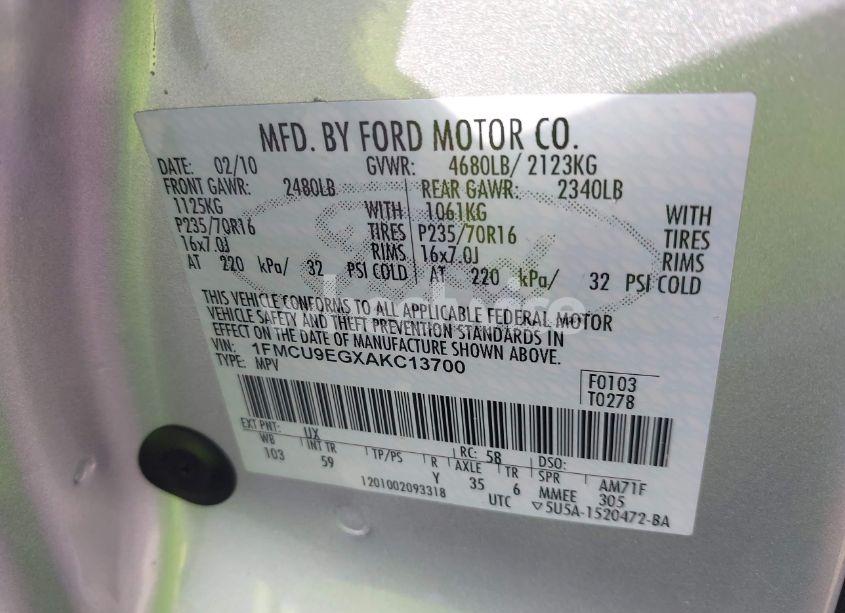 MFD. BY FORD MOTOR CO.
DATE: 02/10 GVWR: 4680LB/ 2123KG
FRONT GAWR: 2480LB REAR GAWR: 2340LB
1125KG WITH 1061KG WITH
P235/70R16 TIRES P235/70R16 TIRES
16x7.0J RIMS 16x7.0J RIMS
AT 220 kPa/ 32 PSI COLD AT 220 kPa/ 32 PSI COLD
THIS VEHICLE CONFORMS TO ALL APPLICABLE FEDERAL MOTOR
VEHICLE SAFETY AND THEFT PREVENTION STANDARDS IN
EFFECT ON THE DATE OF MANUFACTURE SHOWN ABOVE.
VIN: 1FMCU9EGXAKC13700
TYPE: MPV
F0103
T0278
EXT PNT: UX RC: 58 DSO:
WB INT TR TP/PS R AXLE TR SPR AM71F
103 59 Y 35 6 MMEE 305
1201002093318 UTC ▽5U5A-1520472-BA